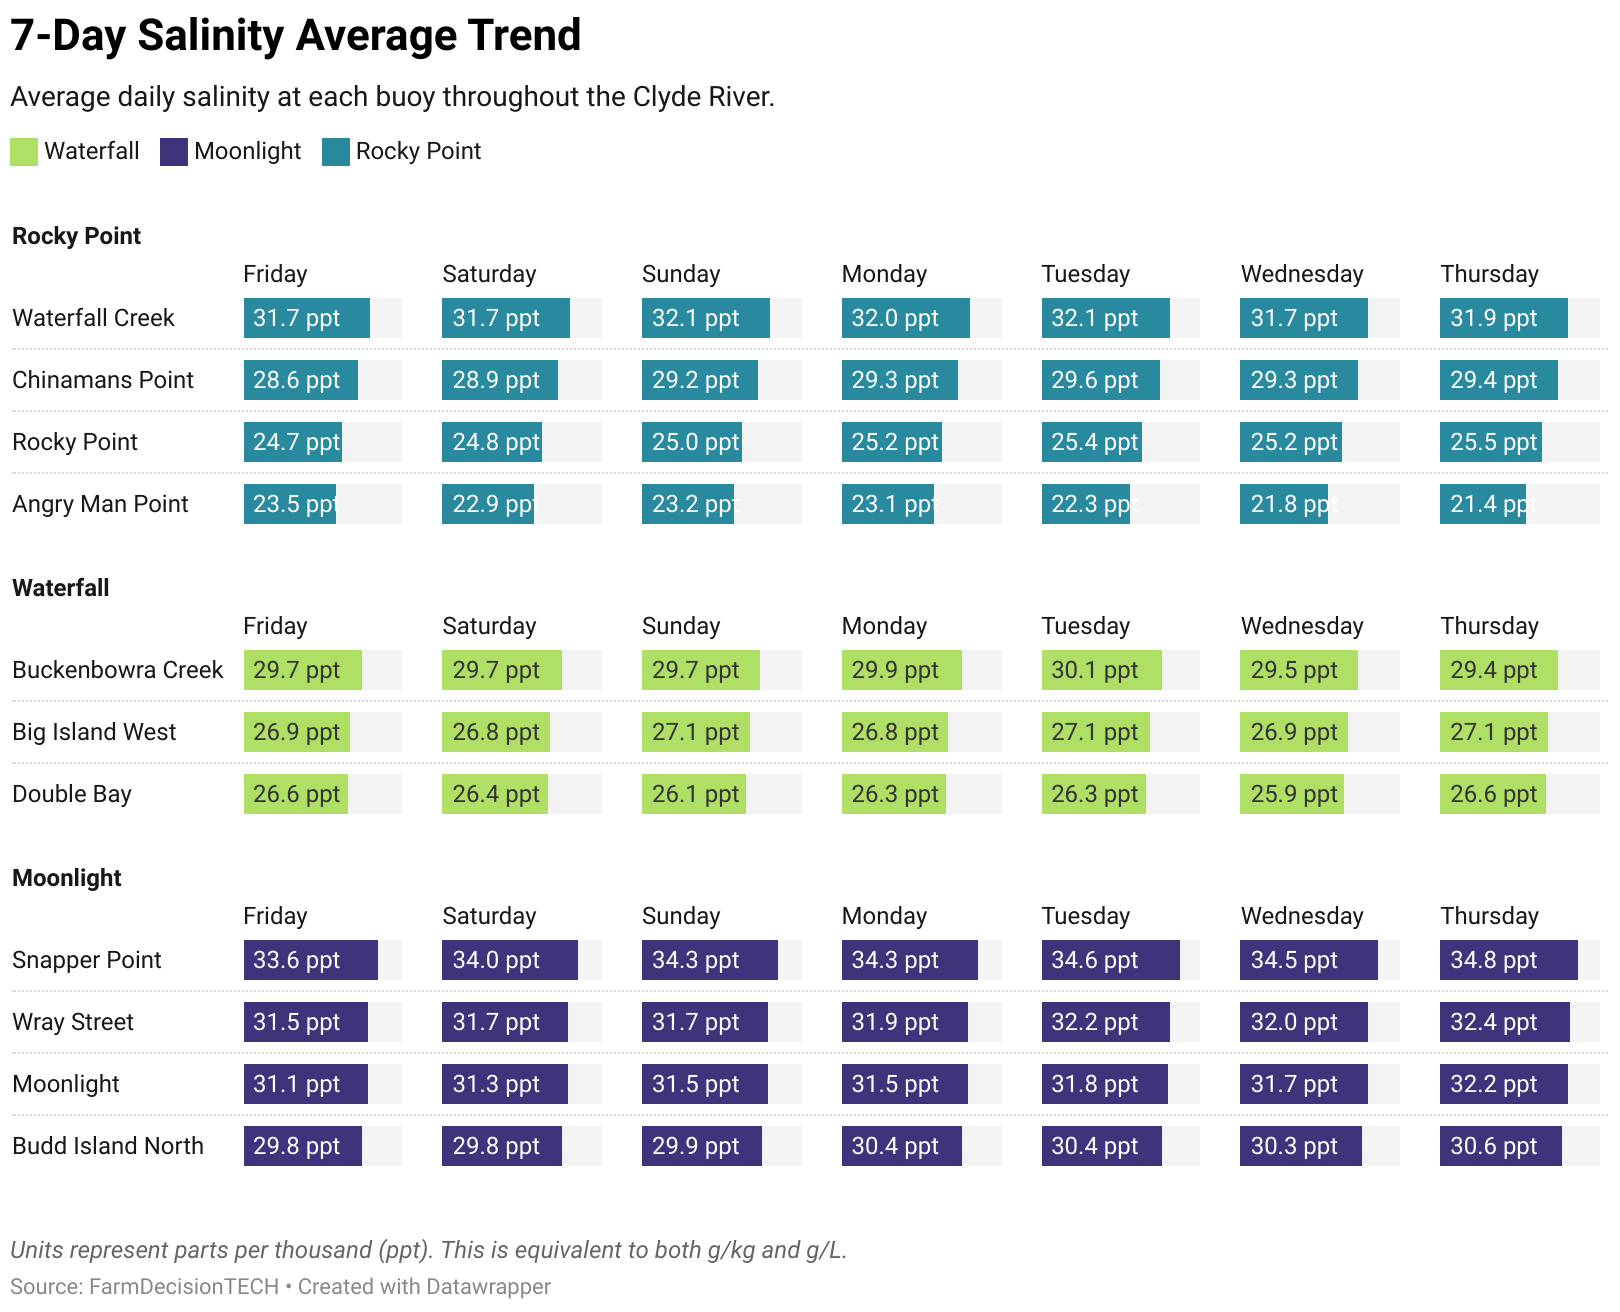 7-Day Salinity Average Trend
Average daily salinity at each buoy throughout the Clyde River.
Waterfall Moonlight Rocky Point
Rocky Point
Friday Saturday Sunday Monday Tuesday Wednesday Thursday
Waterfall Creek 31.7 ppt 31.7 ppt 32.1 ppt 32.0 ppt 32.1 ppt 31.7 ppt 31.9 ppt
Chinamans Point 28.6 ppt 28.9 ppt 29.2 ppt 29.3 ppt 29.6 ppt 29.3 ppt 29.4 ppt
Rocky Point 24.7 ppt 24.8 ppt 25.0 ppt 25.2 ppt 25.4 ppt 25.2 ppt 25.5 ppt
Angry Man Point 23.5 ppt 22.9 ppt 23.2 ppt 23.1 ppt 22.3 ppt 21.8 ppt 21.4 ppt
Waterfall
Friday Saturday Sunday Monday Tuesday Wednesday Thursday
Buckenbowra Creek 29.7 ppt 29.7 ppt 29.7 ppt 29.9 ppt 30.1 ppt 29.5 ppt 29.4 ppt
Big Island West 26.9 ppt 26.8 ppt 27.1 ppt 26.8 ppt 27.1 ppt 26.9 ppt 27.1 ppt
Double Bay 26.6 ppt 26.4 ppt 26.1 ppt 26.3 ppt 26.3 ppt 25.9 ppt 26.6 ppt
Moonlight
Friday Saturday Sunday Monday Tuesday Wednesday Thursday
Snapper Point 33.6 ppt 34.0 ppt 34.3 ppt 34.3 ppt 34.6 ppt 34.5 ppt 34.8 ppt
Wray Street 31.5 ppt 31.7 ppt 31.7 ppt 31.9 ppt 32.2 ppt 32.0 ppt 32.4 ppt
Moonlight 31.1 ppt 31.3 ppt 31.5 ppt 31.5 ppt 31.8 ppt 31.7 ppt 32.2 ppt
Budd Island North 29.8 ppt 29.8 ppt 29.9 ppt 30.4 ppt 30.4 ppt 30.3 ppt 30.6 ppt
Units represent parts per thousand (ppt). This is equivalent to both g/kg and g/L.
Source: FarmDecisionTECH • Created with Datawrapper